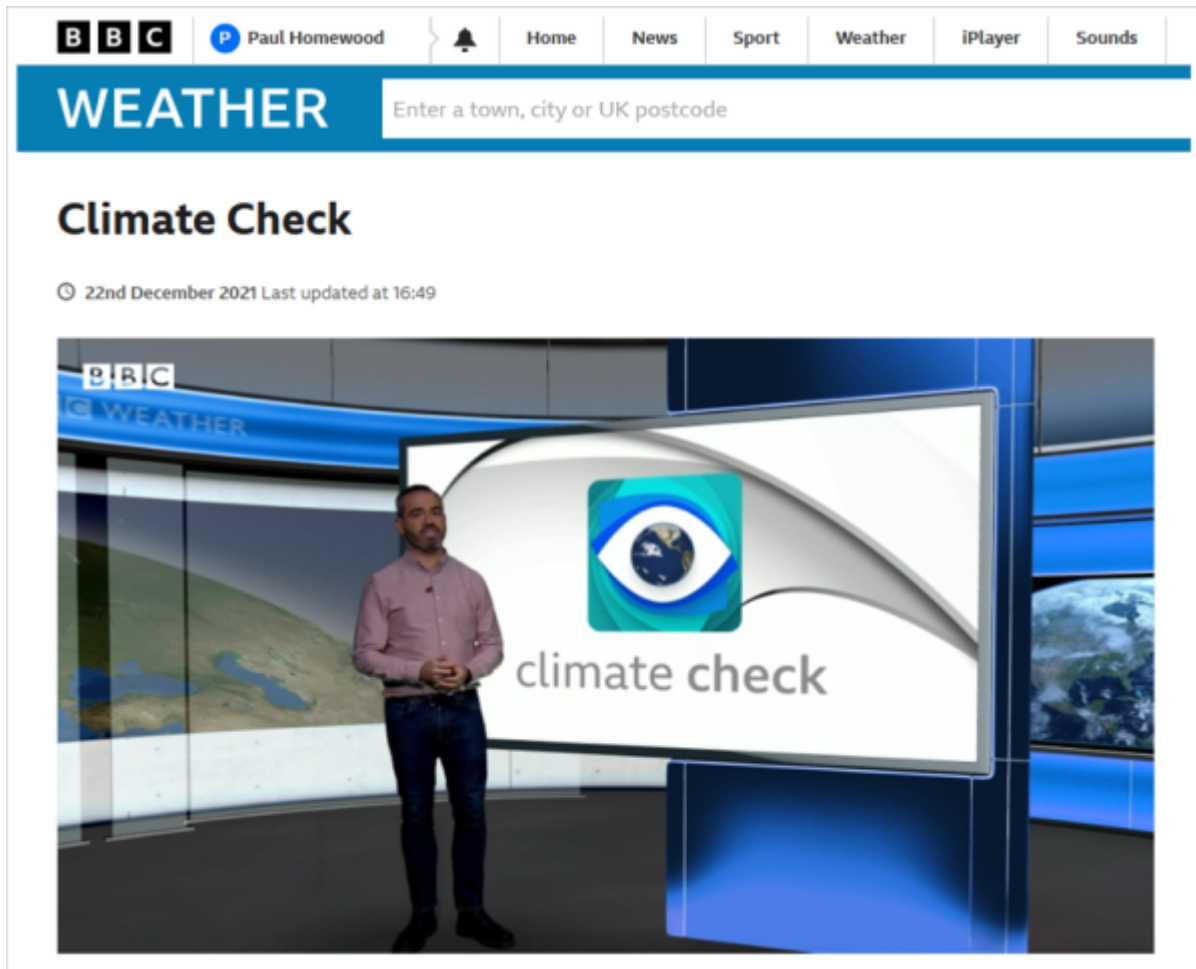 BBC P Paul Homewood Home News Sport Weather iPlayer Sounds
WEATHER Enter a town, city or UK postcode
Climate Check
22nd December 2021 Last updated at 16:49
BBC
C WEATHER
climate check